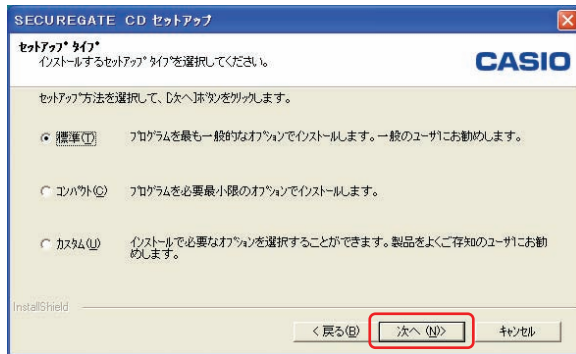 SECUREGATE CD セットアップ
セットアップ タイプ
インストールするセットアップ タイプを選択してください。
CASIO
セットアップ方法を選択して、[次へ]ボタンをクリックします。
標準(T) プログラムを最も一般的なオプションでインストールします。一般のユーザにお勧めします。
コンパクト(C) プログラムを必要最小限のオプションでインストールします。
カスタム(U) インストールで必要なオプションを選択することができます。製品をよくご存知のユーザにお勧
めします。
InstallShield
< 戻る(B) 次へ (N)> キャンセル